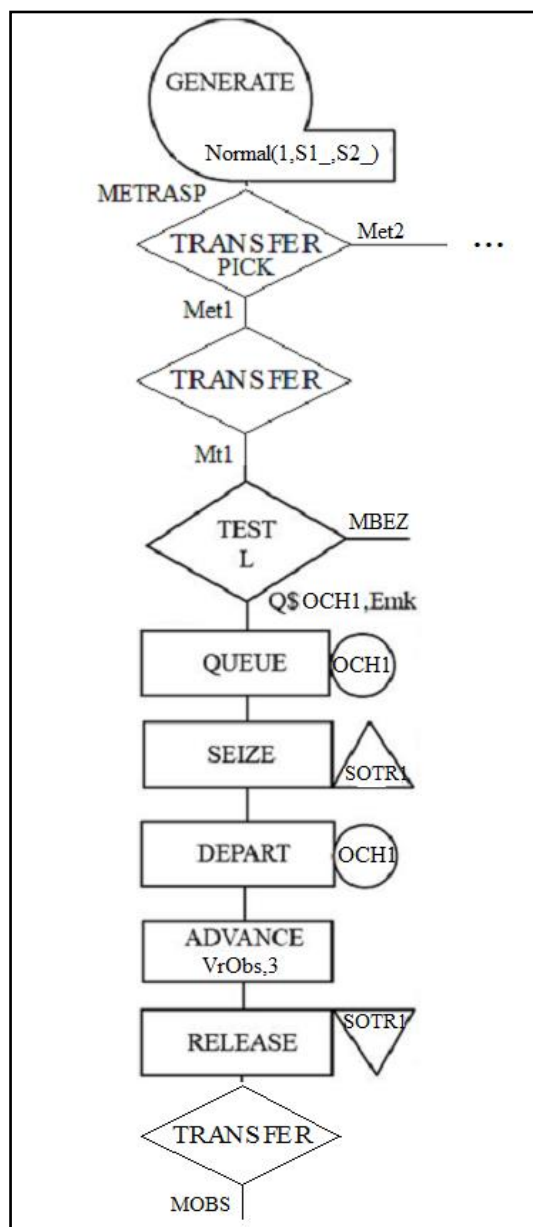 GENERATE
Normal(1,S1_,S2_)
METRASP
TRANSFER
PICK
Met2
...
Met1
TRANSFER
Mt1
TEST
L
MBEZ
Q$OCH1,Emk
QUEUE
OCH1
SEIZE
SOTR1
DEPART
OCH1
ADVANCE
VrObs,3
RELEASE
SOTR1
TRANSFER
MOBS